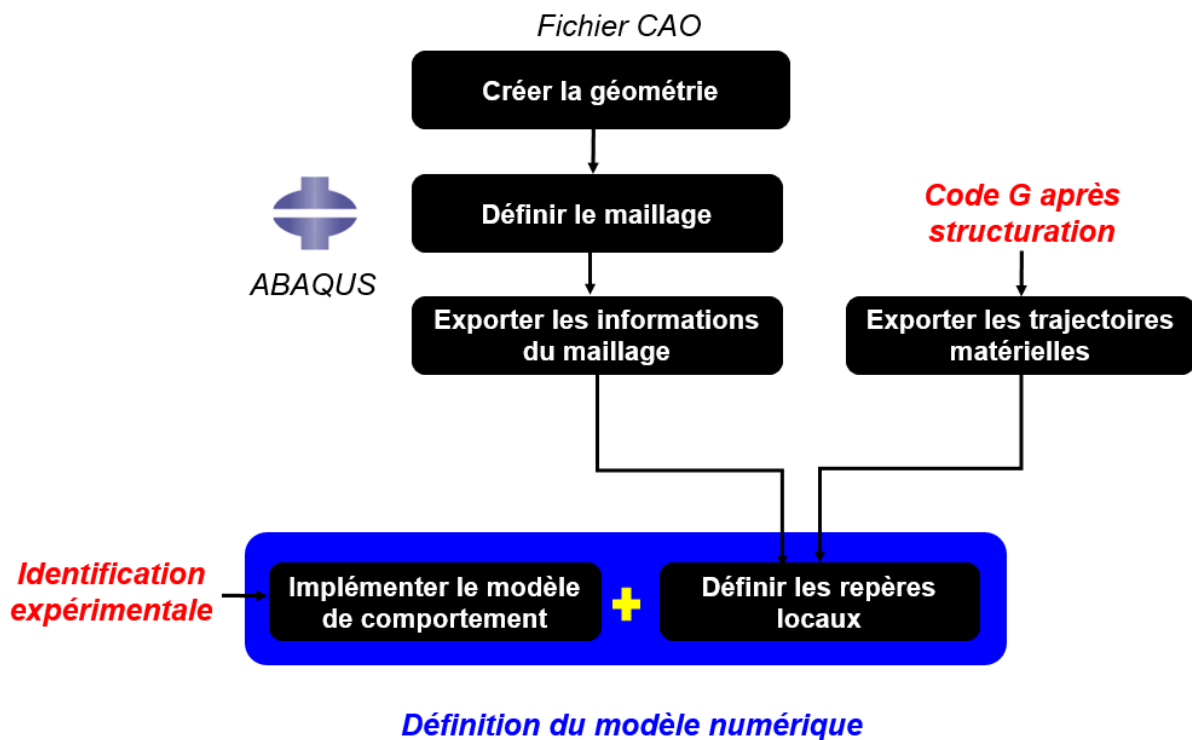 Fichier CAO
Créer la géométrie
Définir le maillage
ABAQUS
Code G après
structuration
Exporter les informations
du maillage
Exporter les trajectoires
matérielles
Identification
expérimentale
Implémenter le modèle
de comportement
Définir les repères
locaux
Définition du modèle numérique